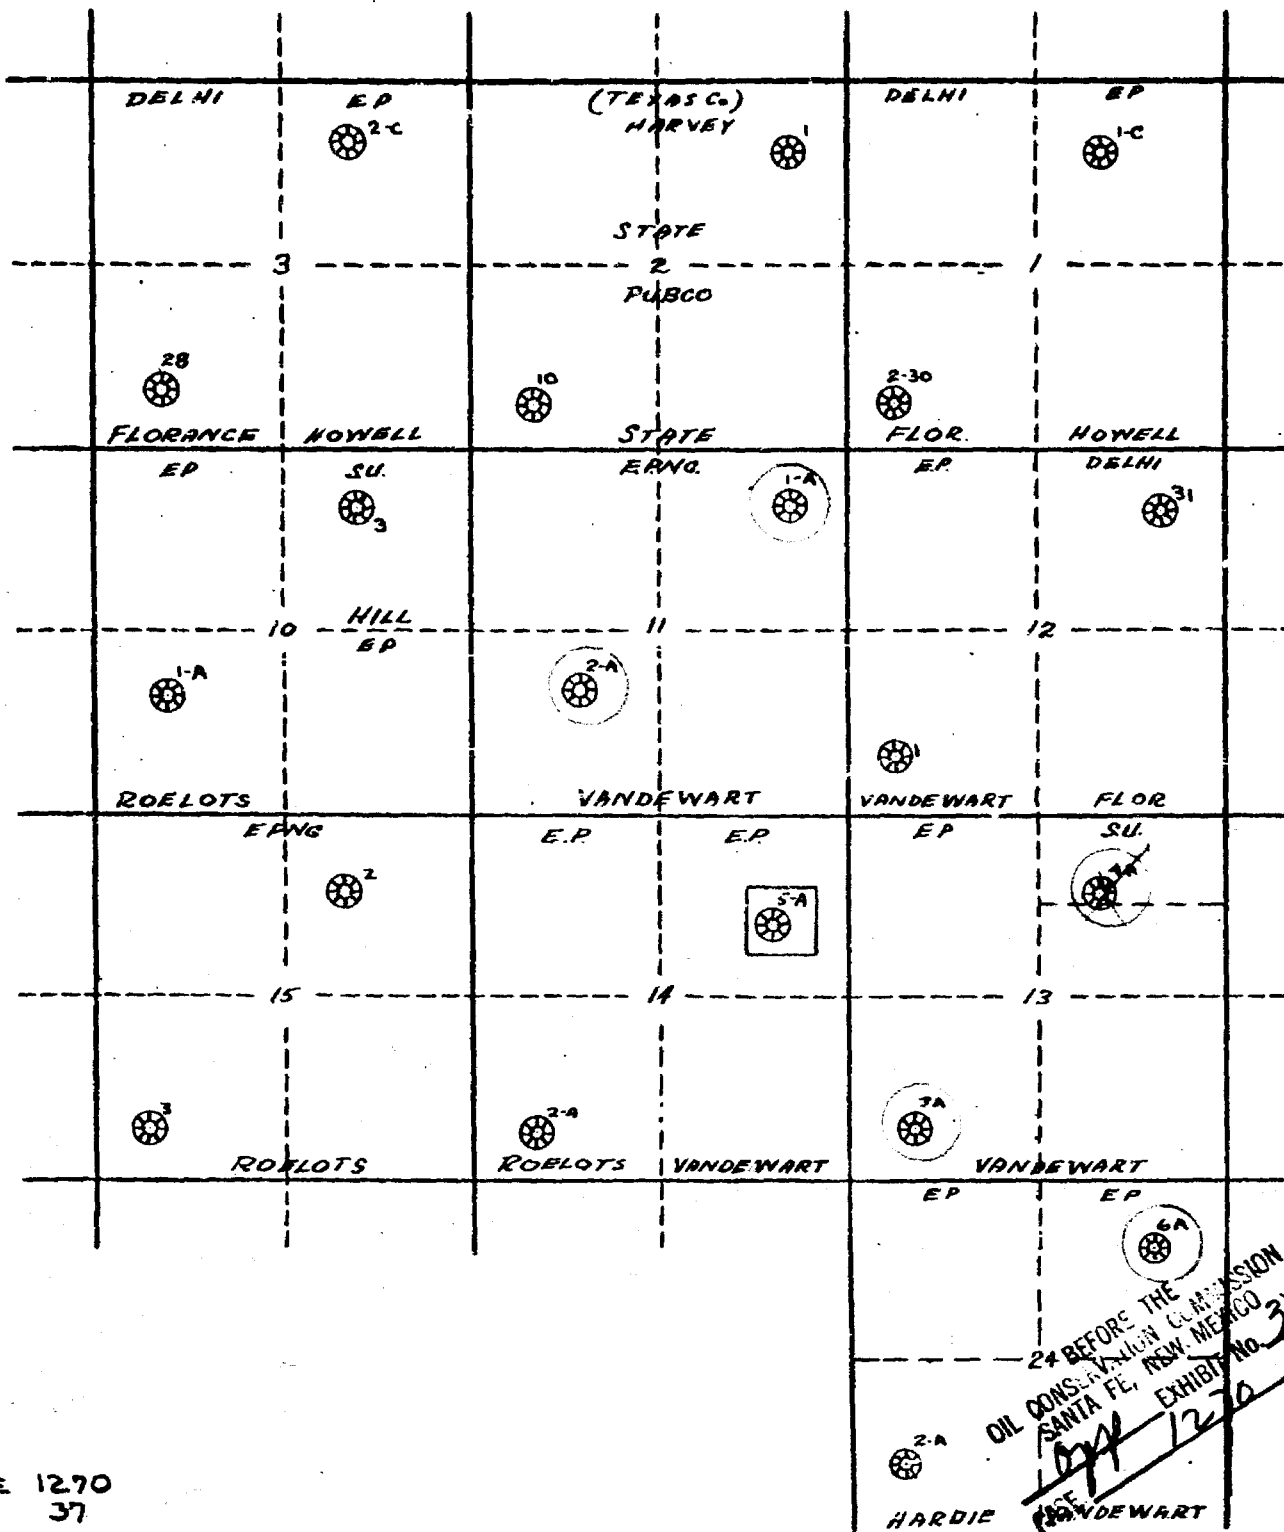 DELHI EP (TEXAS Co) DELHI EP
2-C HARVEY 1 1-C
STATE
3 2 1
PUBCO
28 10 2-30
FLORANCE HOWELL STATE FLOR. HOWELL
EP SU. EPNG. EP. DELHI
3 1-A 31
HILL
10 11 12
EP
1-A 2-A
1
ROELOTS VANDEWART VANDEWART FLOR
EPNG E.P. E.P. EP SU.
2 5-A
15 14 13
3 2-A 3A
ROELOTS ROELOTS VANDEWART VANDEWART
EP EP
6A
24
BEFORE THE
OIL CONSERVATION COMMISSION
SANTA FE, NEW MEXICO
EXHIBIT No. 3
1270
CASE
2-A
HARDIE VANDEWART
E 1270
37